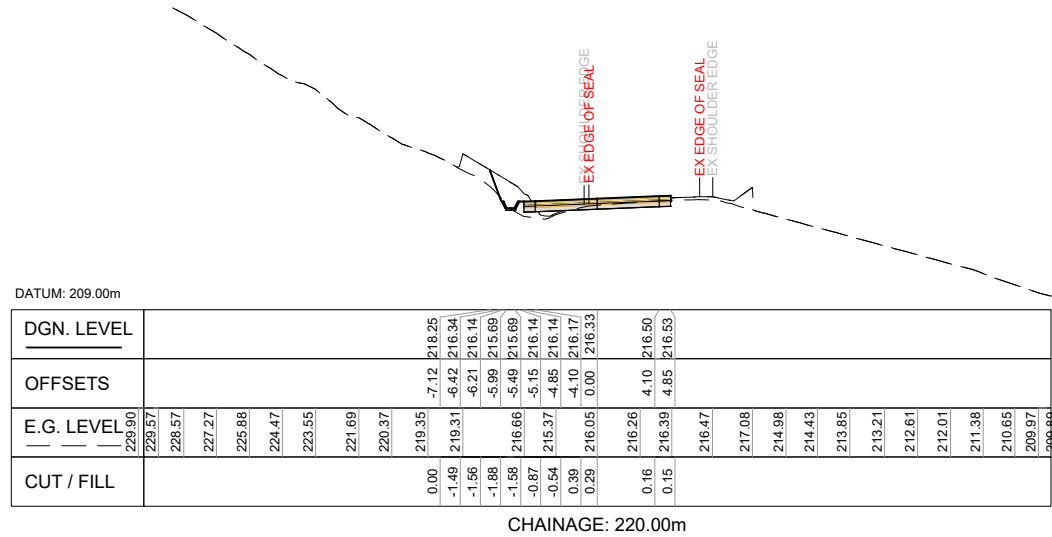 EX SHOULDER EDGE
EX EDGE OF SEAL
EX EDGE OF SEAL
EX SHOULDER EDGE
DATUM: 209.00m
DGN. LEVEL 218.25 216.34 216.14 215.69 215.69 216.14 216.14 216.17 216.33 216.50 216.53
OFFSETS -7.12 -6.42 -6.21 -5.99 -5.49 -5.15 -4.85 -4.10 0.00 4.10 4.85
E.G. LEVEL 229.90 229.57 228.57 227.27 225.88 224.47 223.55 221.69 220.37 219.35 219.31 216.66 215.37 216.05 216.26 216.39 216.47 217.08 214.98 214.43 213.85 213.21 212.61 212.01 211.38 210.65 209.97
CUT / FILL 0.00 -1.49 -1.56 -1.88 -1.58 -0.87 -0.54 0.39 0.29 0.16 0.15
CHAINAGE: 220.00m